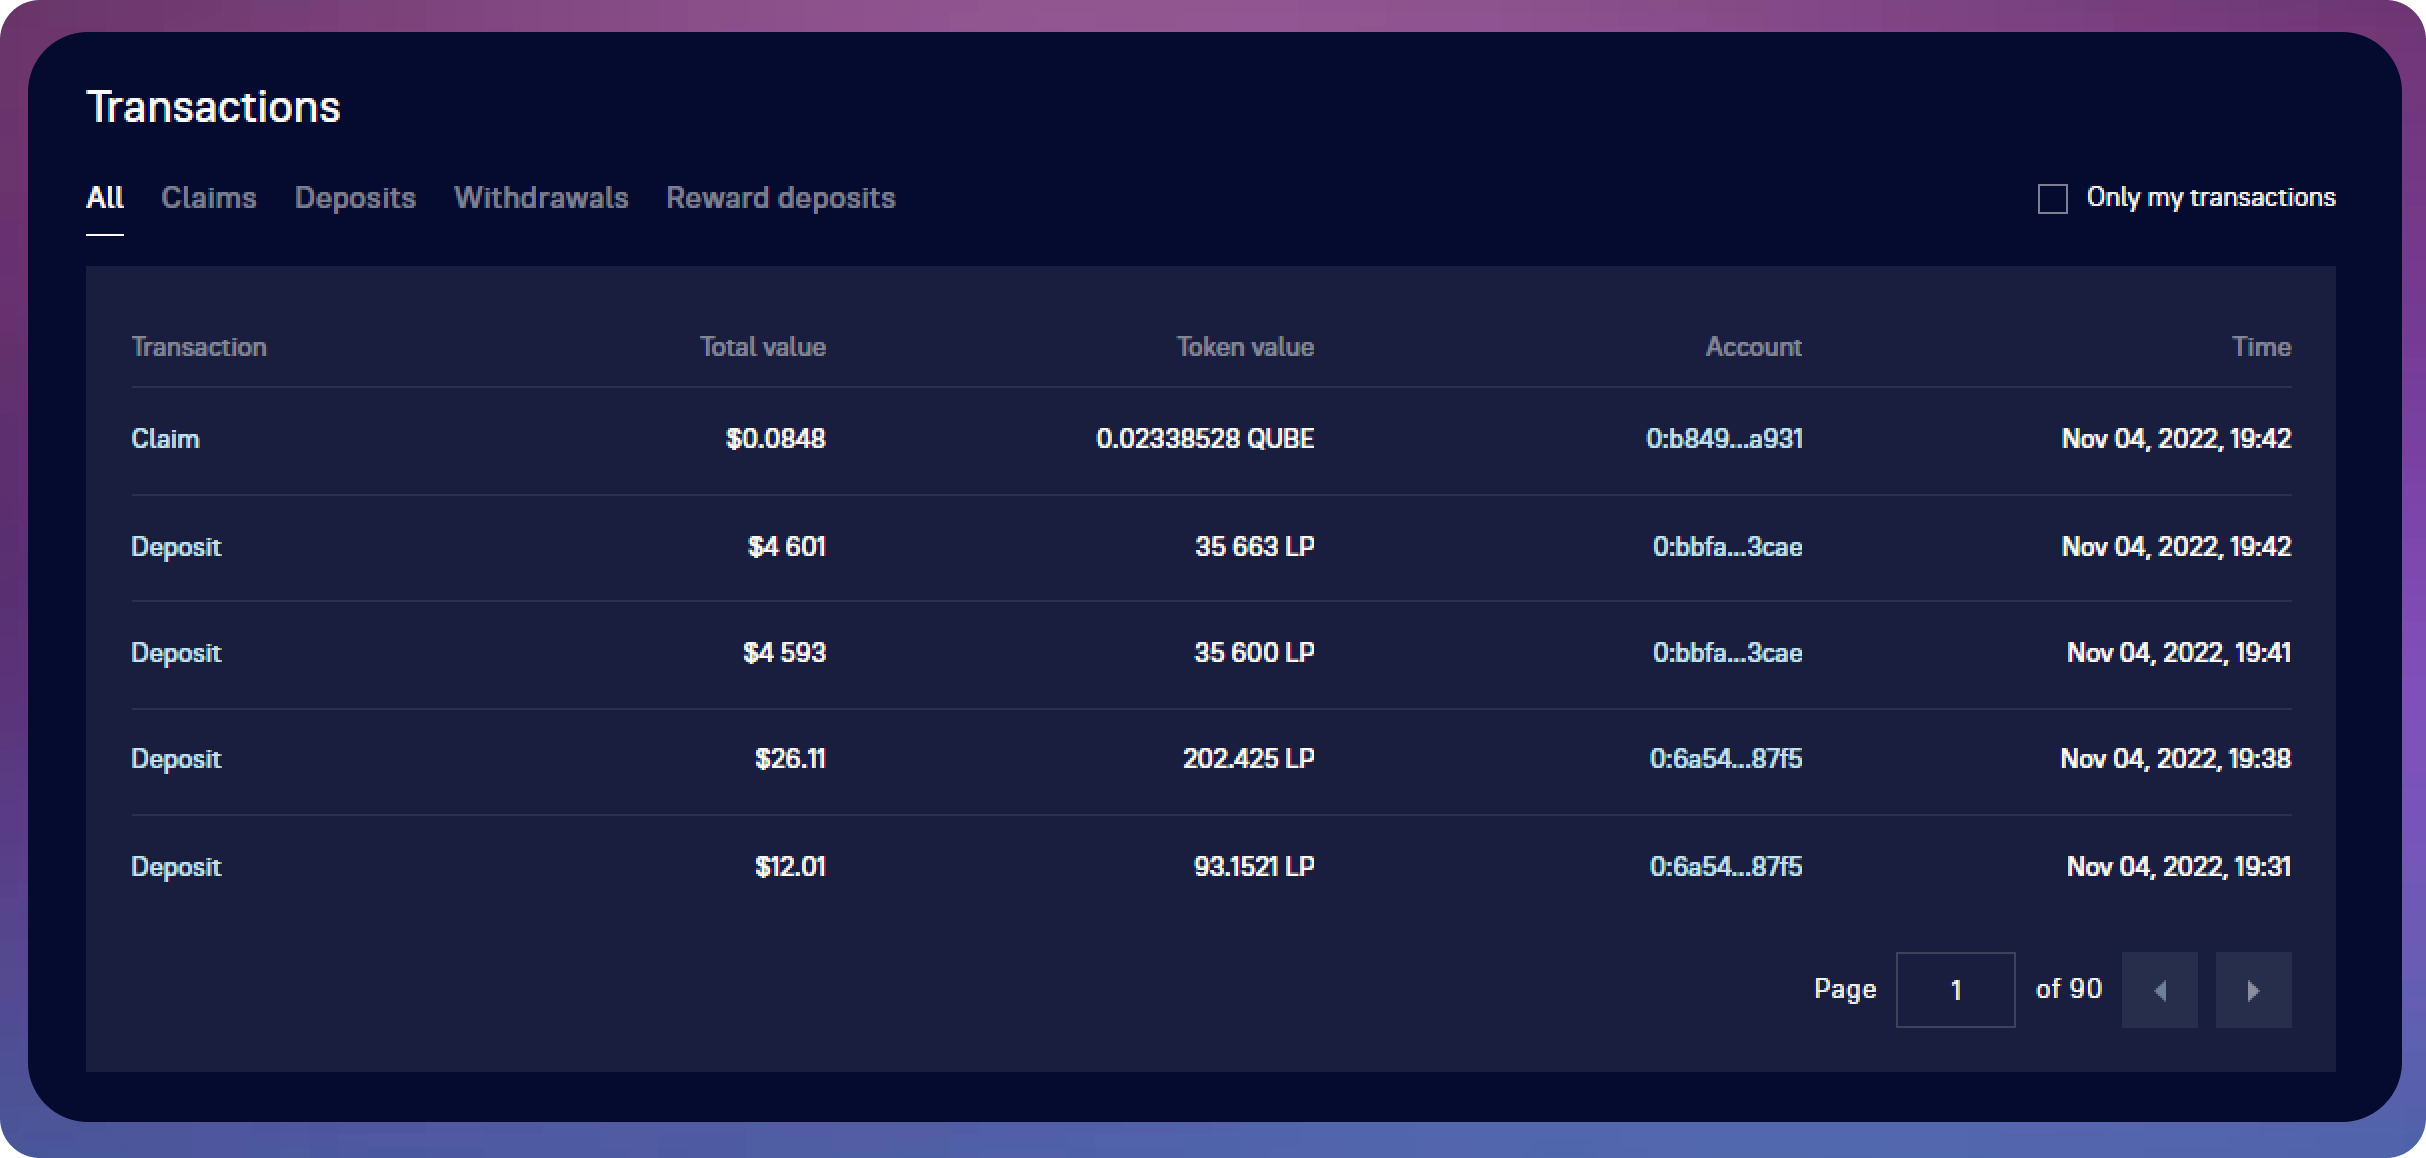 Transactions
All Claims Deposits Withdrawals Reward deposits Only my transactions
Transaction Total value Token value Account Time
Claim $0.0848 0.02338528 QUBE 0:b849...a931 Nov 04, 2022, 19:42
Deposit $4 601 35 663 LP 0:bbfa...3cae Nov 04, 2022, 19:42
Deposit $4 593 35 600 LP 0:bbfa...3cae Nov 04, 2022, 19:41
Deposit $26.11 202.425 LP 0:6a54...87f5 Nov 04, 2022, 19:38
Deposit $12.01 93.1521 LP 0:6a54...87f5 Nov 04, 2022, 19:31
Page 1 of 90